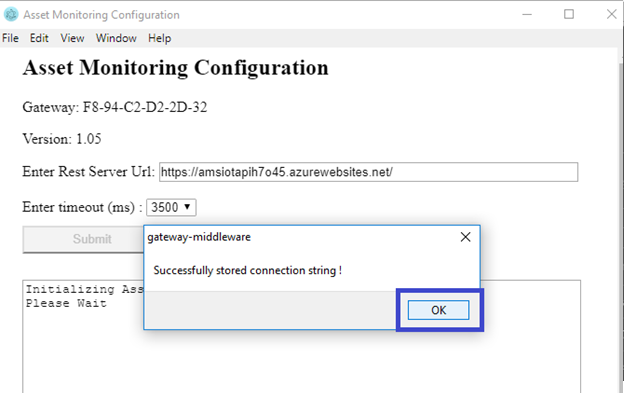 Asset Monitoring Configuration
File Edit View Window Help
Asset Monitoring Configuration
Gateway: F8-94-C2-D2-2D-32
Version: 1.05
Enter Rest Server Url: https://amsiotapih7o45.azurewebsites.net/
Enter timeout (ms) : 3500
Submit
gateway-middleware
Successfully stored connection string !
OK
Initializing Ass
Please Wait